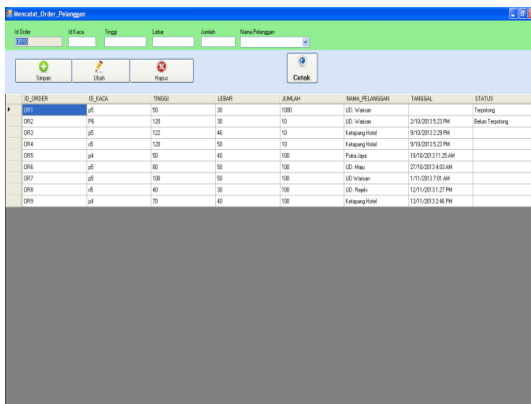 Mencatat_Order_Pelanggan
Id Order Id Kaca Tinggi Lebar Jumlah Nama Pelanggan
OR10
Simpan Ubah Hapus Cetak
ID_ORDER ID_KACA TINGGI LEBAR JUMLAH NAMA_PELANGGAN TANGGAL STATUS
OR1 p5 50 30 1000 UD. Warisan Terpotong
OR2 P6 120 30 10 UD. Warisan 2/10/2013 5:23 PM Belum Terpotong
OR3 p5 122 46 10 Ketapang Hotel 9/10/2013 2:29 PM
OR4 r6 120 50 10 Ketapang Hotel 9/10/2013 5:23 PM
OR5 p4 50 40 100 Putra Jaya 19/10/2013 11:25 AM
OR6 p5 80 50 100 UD. Maju 27/10/2013 4:03 AM
OR7 p5 100 50 100 UD Warisan 1/11/2013 7:01 AM
OR8 r5 40 30 100 UD. Rejeki 12/11/2013 1:27 PM
OR9 p4 70 40 100 Ketapang Hotel 13/11/2013 2:46 PM